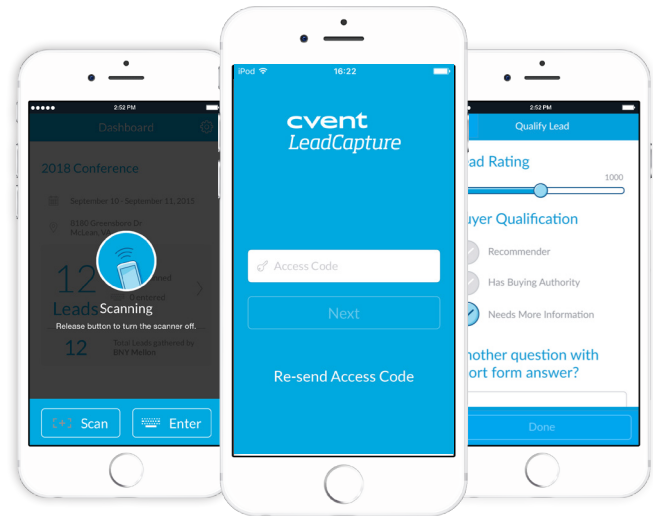 2:52 PM
Dashboard
2018 Conference
September 10 - September 11, 2015
8180 Greensboro Dr
McLean, VA
12
Leads
Scanning
Release button to turn the scanner off.
12
Total Leads gathered by
BNY Mellon
Scan
Enter
iPod
16:22
cvent
LeadCapture
Access Code
Next
Re-send Access Code
2:52 PM
Qualify Lead
ad Rating
1000
yer Qualification
Recommender
Has Buying Authority
Needs More Information
nother question with
ort form answer?
Done